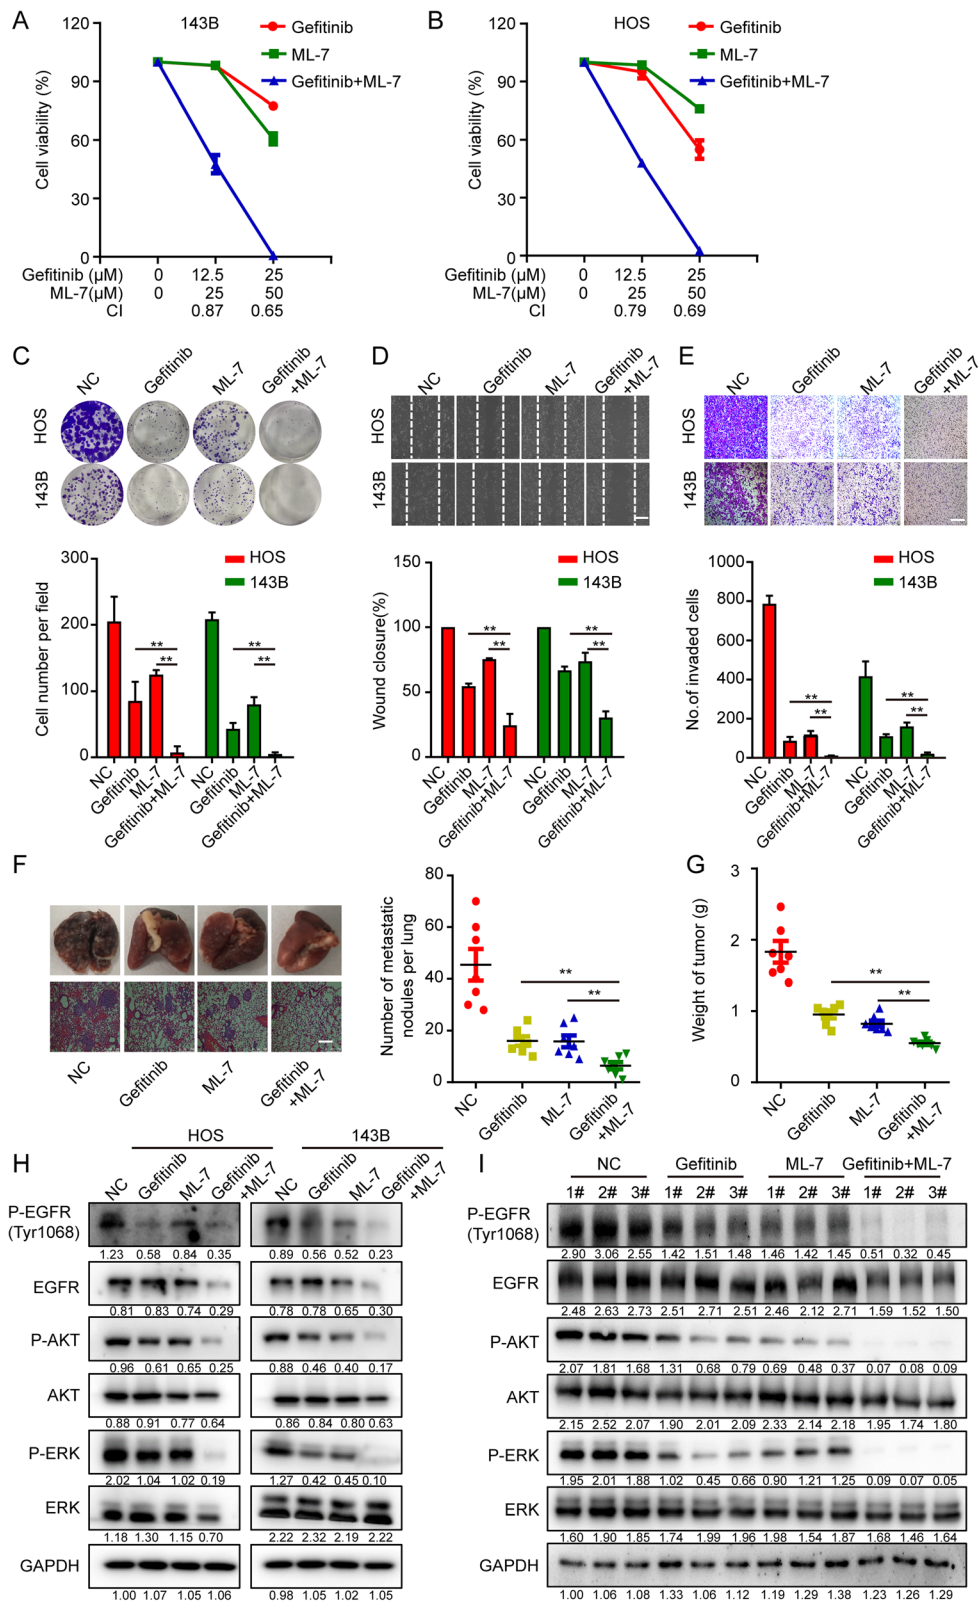 A
143B
Gefitinib
ML-7
Gefitinib+ML-7
Cell viability (%)
120
90
60
30
0
Gefitinib (µM) 0 12.5 25
ML-7(µM) 0 25 50
CI 0.87 0.65
B
HOS
Gefitinib
ML-7
Gefitinib+ML-7
Cell viability (%)
120
90
60
30
0
Gefitinib (µM) 0 12.5 25
ML-7(µM) 0 25 50
CI 0.79 0.69
C
NC
Gefitinib
ML-7
Gefitinib
+ML-7
HOS
143B
Cell number per field
300
200
100
0
HOS
143B
** **
** **
NC
Gefitinib
ML-7
Gefitinib+ML-7
NC
Gefitinib
ML-7
Gefitinib+ML-7
D
NC
Gefitinib
ML-7
Gefitinib
+ML-7
HOS
143B
Wound closure(%)
150
100
50
0
HOS
143B
** **
** **
NC
Gefitinib
ML-7
Gefitinib+ML-7
NC
Gefitinib
ML-7
Gefitinib+ML-7
E
NC
Gefitinib
ML-7
Gefitinib
+ML-7
HOS
143B
No.of invaded cells
1000
800
600
400
200
0
HOS
143B
** **
** **
NC
Gefitinib
ML-7
Gefitinib+ML-7
NC
Gefitinib
ML-7
Gefitinib+ML-7
F
NC
Gefitinib
ML-7
Gefitinib
+ML-7
Number of metastatic
nodules per lung
80
60
40
20
0
**
**
NC
Gefitinib
ML-7
Gefitinib
+ML-7
G
Weight of tumor (g)
3
2
1
0
**
**
NC
Gefitinib
ML-7
Gefitinib
+ML-7
H
HOS 143B
NC
Gefitinib
ML-7
Gefitinib
+ML-7
NC
Gefitinib
ML-7
Gefitinib
+ML-7
P-EGFR
(Tyr1068)
1.23 0.58 0.84 0.35 0.89 0.56 0.52 0.23
EGFR
0.81 0.83 0.74 0.29 0.78 0.78 0.65 0.30
P-AKT
0.96 0.61 0.65 0.25 0.88 0.46 0.40 0.17
AKT
0.88 0.91 0.77 0.64 0.86 0.84 0.80 0.63
P-ERK
2.02 1.04 1.02 0.19 1.27 0.42 0.45 0.10
ERK
1.18 1.30 1.15 0.70 2.22 2.32 2.19 2.22
GAPDH
1.00 1.07 1.05 1.06 0.98 1.05 1.02 1.05
I
NC Gefitinib ML-7 Gefitinib+ML-7
1# 2# 3# 1# 2# 3# 1# 2# 3# 1# 2# 3#
P-EGFR
(Tyr1068)
2.90 3.06 2.55 1.42 1.51 1.48 1.46 1.42 1.45 0.51 0.32 0.45
EGFR
2.48 2.63 2.73 2.51 2.71 2.51 2.46 2.12 2.71 1.59 1.52 1.50
P-AKT
2.07 1.81 1.68 1.31 0.68 0.79 0.69 0.48 0.37 0.07 0.08 0.09
AKT
2.15 2.52 2.07 1.90 2.01 2.09 2.33 2.14 2.18 1.95 1.74 1.80
P-ERK
1.95 2.01 1.88 1.02 0.45 0.66 0.90 1.21 1.25 0.09 0.07 0.05
ERK
1.60 1.90 1.85 1.74 1.99 1.96 1.98 1.54 1.87 1.68 1.46 1.64
GAPDH
1.00 1.06 1.08 1.33 1.06 1.12 1.19 1.29 1.38 1.23 1.26 1.29